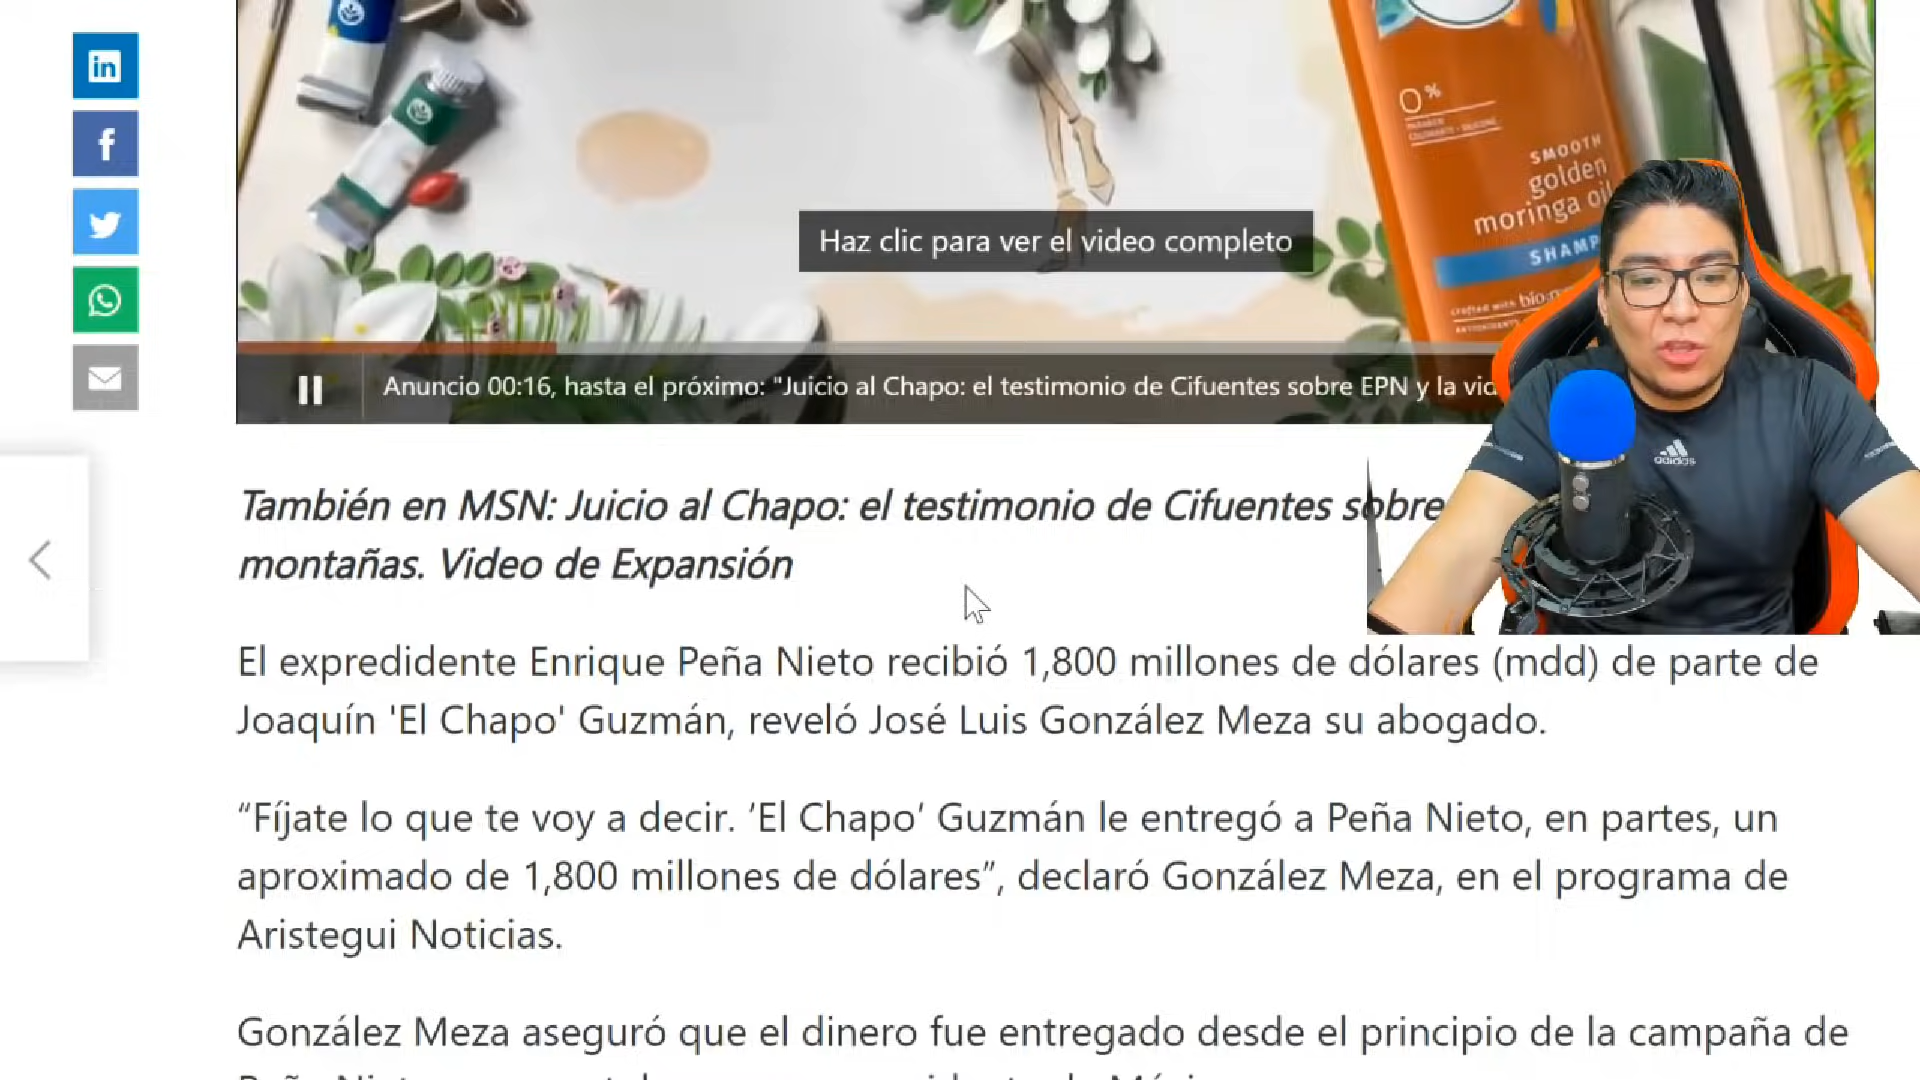 in
f
0%
SMOOTH
golden
moringa oil
SHAMP
crafted with bio:
Haz clic para ver el video completo
Anuncio 00:16, hasta el próximo: "Juicio al Chapo: el testimonio de Cifuentes sobre EPN y la vid
adidas
También en MSN: Juicio al Chapo: el testimonio de Cifuentes sobre
montañas. Video de Expansión
El expredidente Enrique Peña Nieto recibió 1,800 millones de dólares (mdd) de parte de
Joaquín 'El Chapo' Guzmán, reveló José Luis González Meza su abogado.
“Fíjate lo que te voy a decir. ‘El Chapo’ Guzmán le entregó a Peña Nieto, en partes, un
aproximado de 1,800 millones de dólares”, declaró González Meza, en el programa de
Aristegui Noticias.
González Meza aseguró que el dinero fue entregado desde el principio de la campaña de